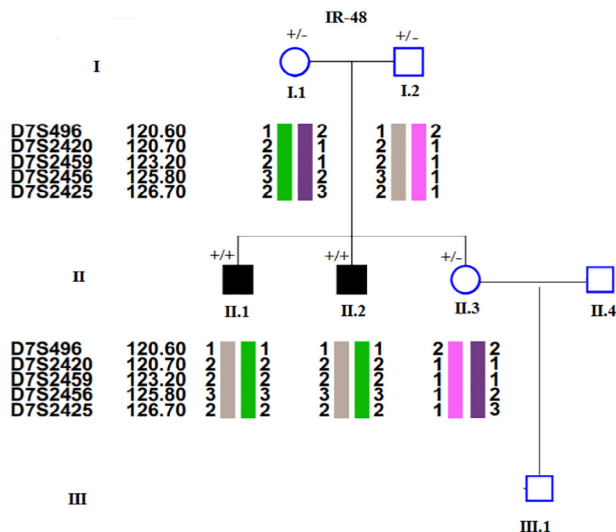 IR-48
+/- +/-
I
I.1 I.2
D7S496 120.60 1 2 1 2
D7S2420 120.70 2 1 2 1
D7S2459 123.20 2 1 2 1
D7S2456 125.80 3 2 3 1
D7S2425 126.70 2 3 2 1
+/+ +/+ +/-
II
II.1 II.2 II.3 II.4
D7S496 120.60 1 1 1 1 2 2
D7S2420 120.70 2 2 2 2 1 1
D7S2459 123.20 2 2 2 2 1 1
D7S2456 125.80 3 3 3 3 1 2
D7S2425 126.70 2 2 2 2 1 3
III
III.1